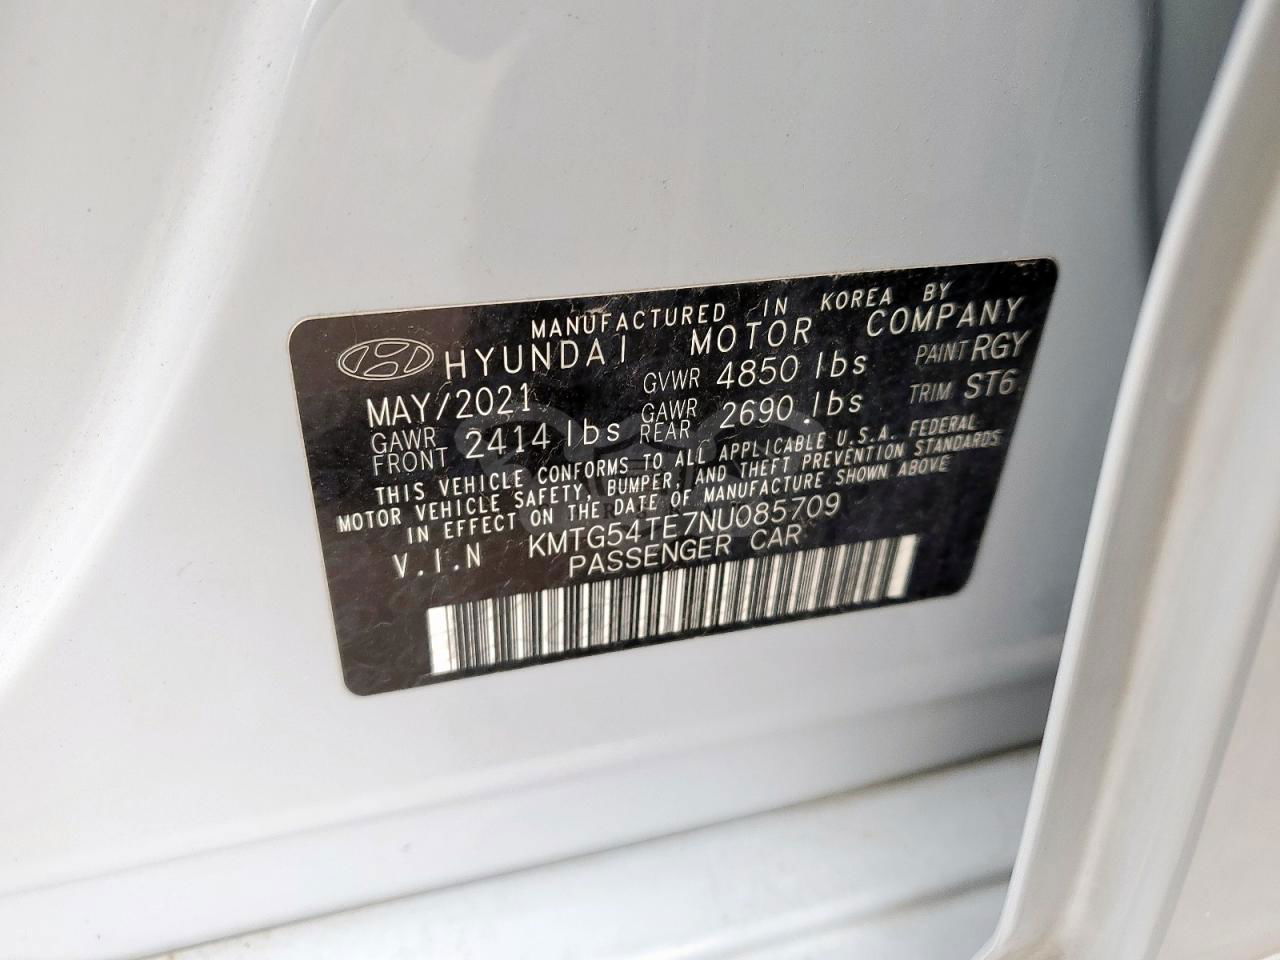 MANUFACTURED IN KOREA BY
HYUNDAI MOTOR COMPANY
MAY/2021 GVWR 4850 lbs PAINT RGY
GAWR FRONT 2414 lbs GAWR REAR 2690 lbs TRIM ST6
THIS VEHICLE CONFORMS TO ALL APPLICABLE U.S.A. FEDERAL
MOTOR VEHICLE SAFETY, BUMPER, AND THEFT PREVENTION STANDARDS
IN EFFECT ON THE DATE OF MANUFACTURE SHOWN ABOVE
V.I.N KMTG54TE7NU085709
PASSENGER CAR